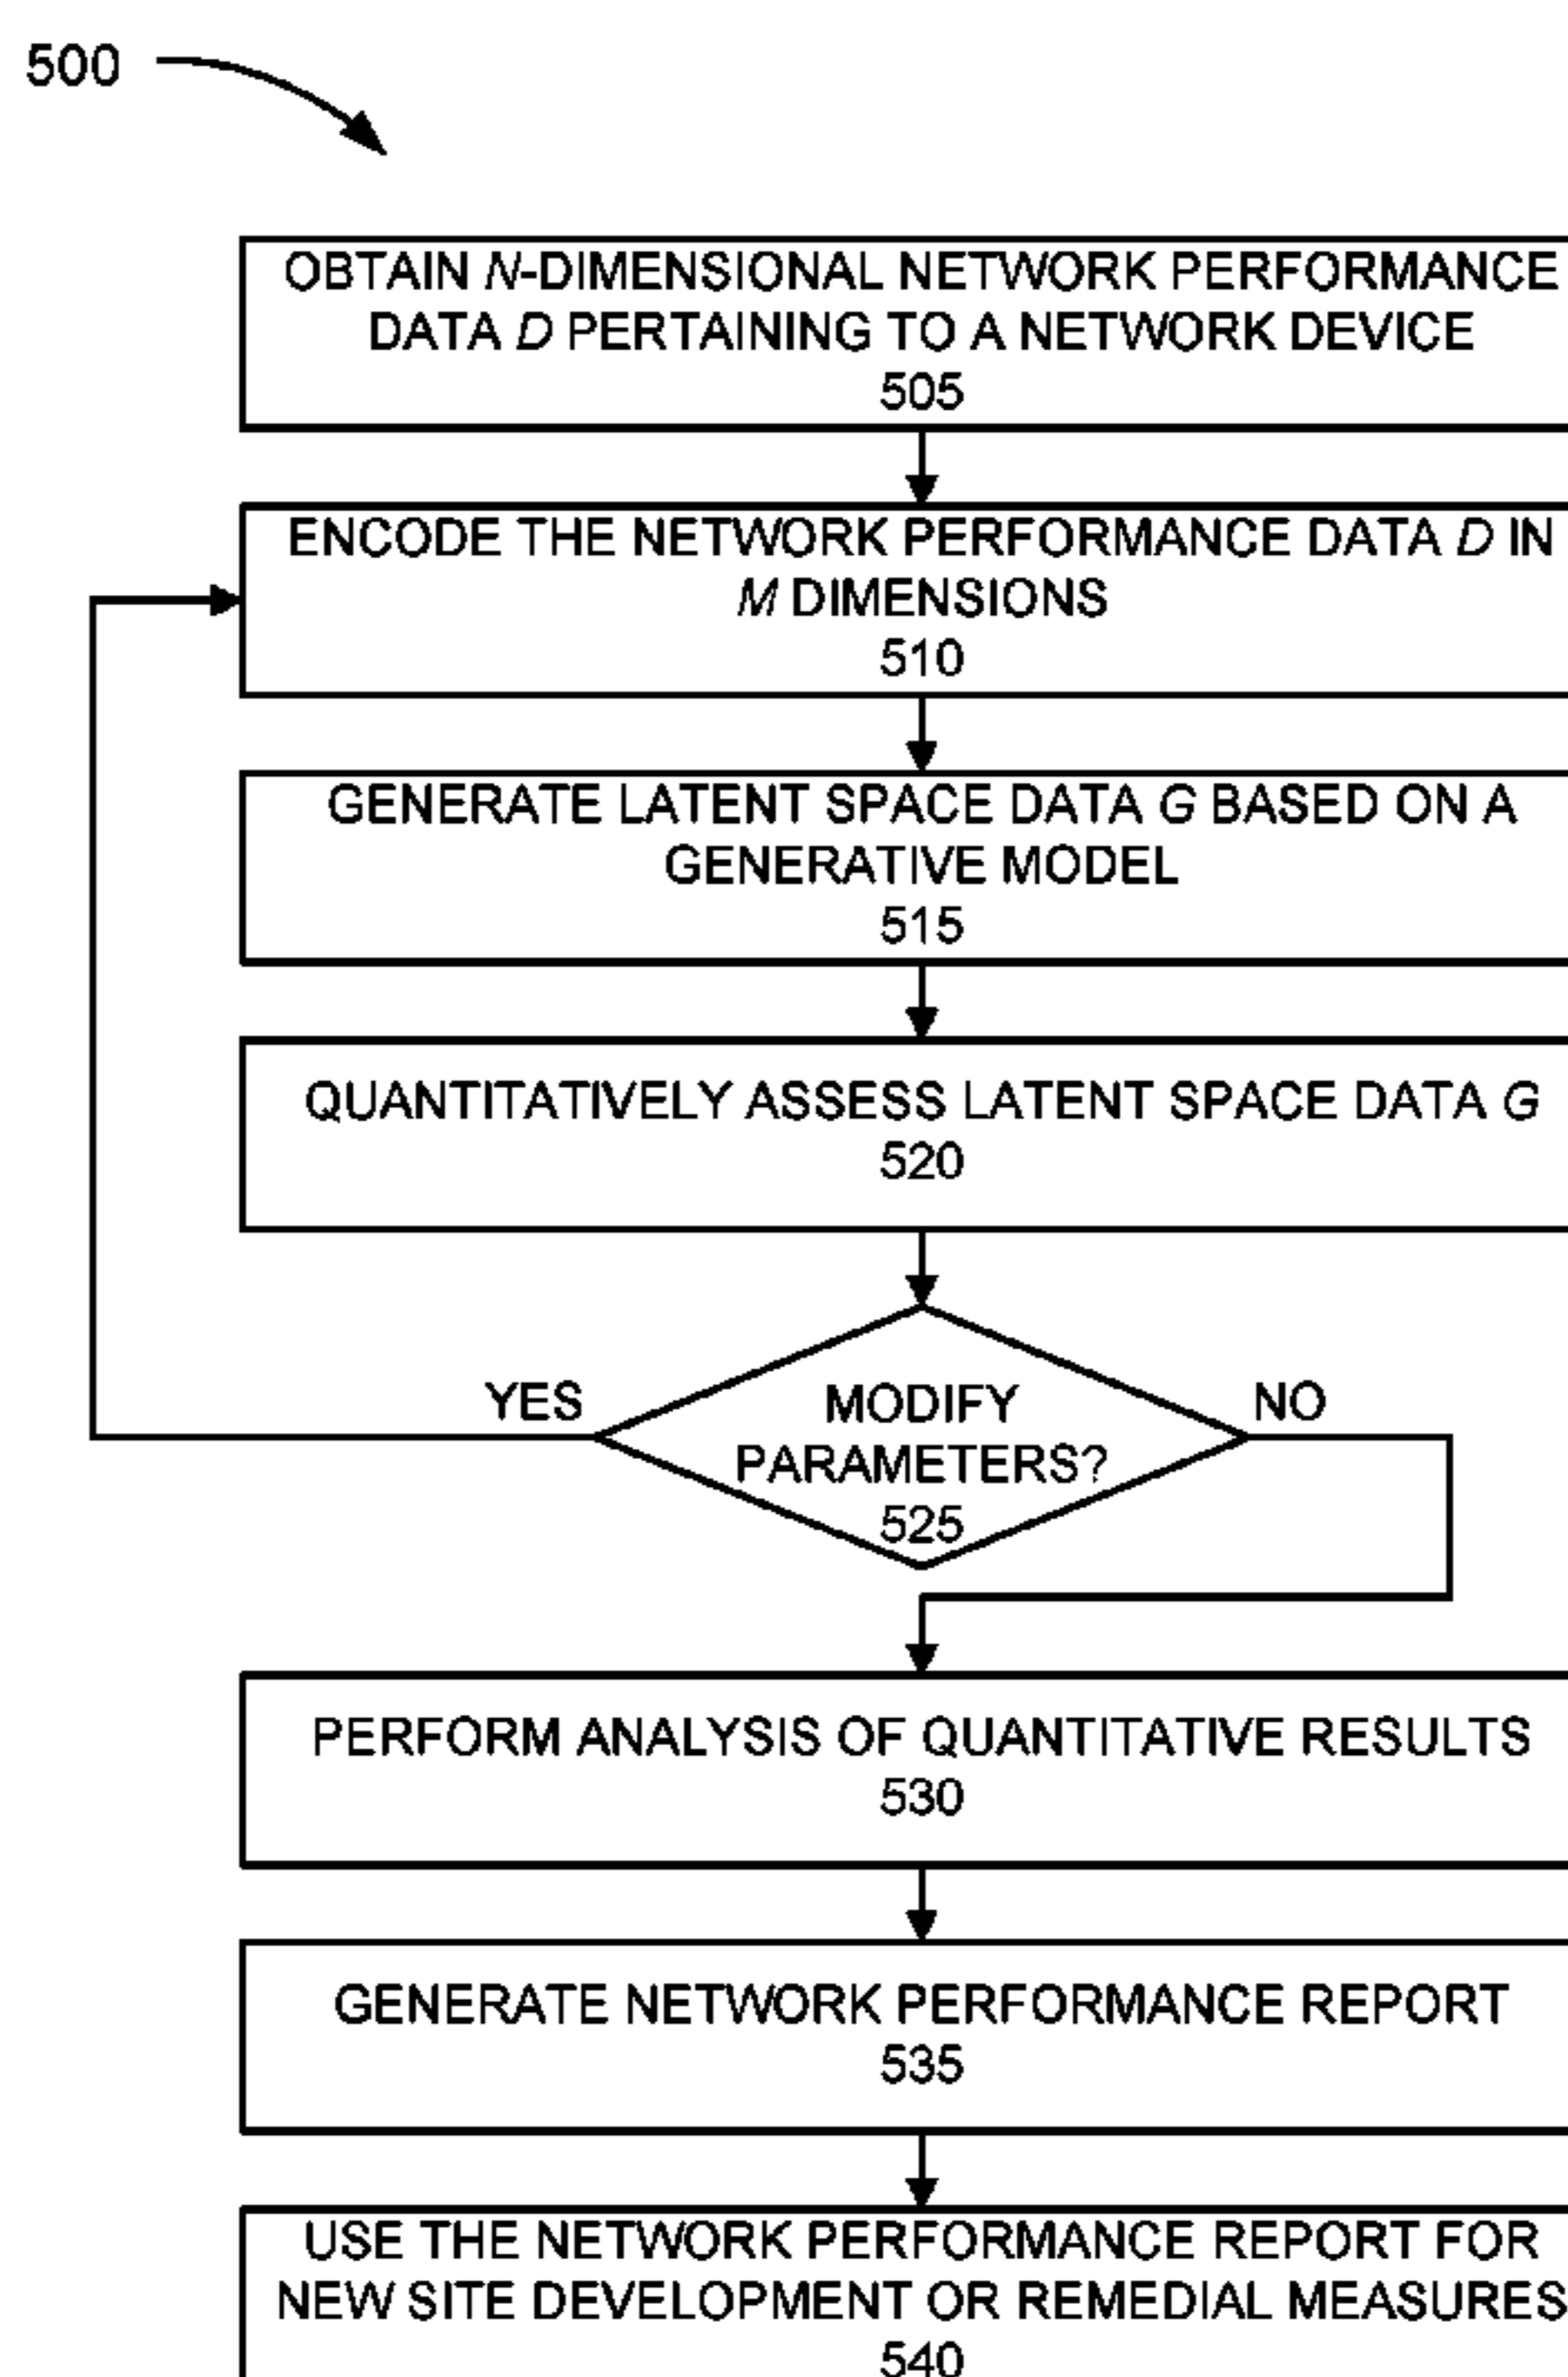 500
OBTAIN N-DIMENSIONAL NETWORK PERFORMANCE
DATA D PERTAINING TO A NETWORK DEVICE
505
ENCODE THE NETWORK PERFORMANCE DATA D IN
M DIMENSIONS
510
GENERATE LATENT SPACE DATA G BASED ON A
GENERATIVE MODEL
515
QUANTITATIVELY ASSESS LATENT SPACE DATA G
520
YES
MODIFY
PARAMETERS?
525
NO
PERFORM ANALYSIS OF QUANTITATIVE RESULTS
530
GENERATE NETWORK PERFORMANCE REPORT
535
USE THE NETWORK PERFORMANCE REPORT FOR
NEW SITE DEVELOPMENT OR REMEDIAL MEASURES
540